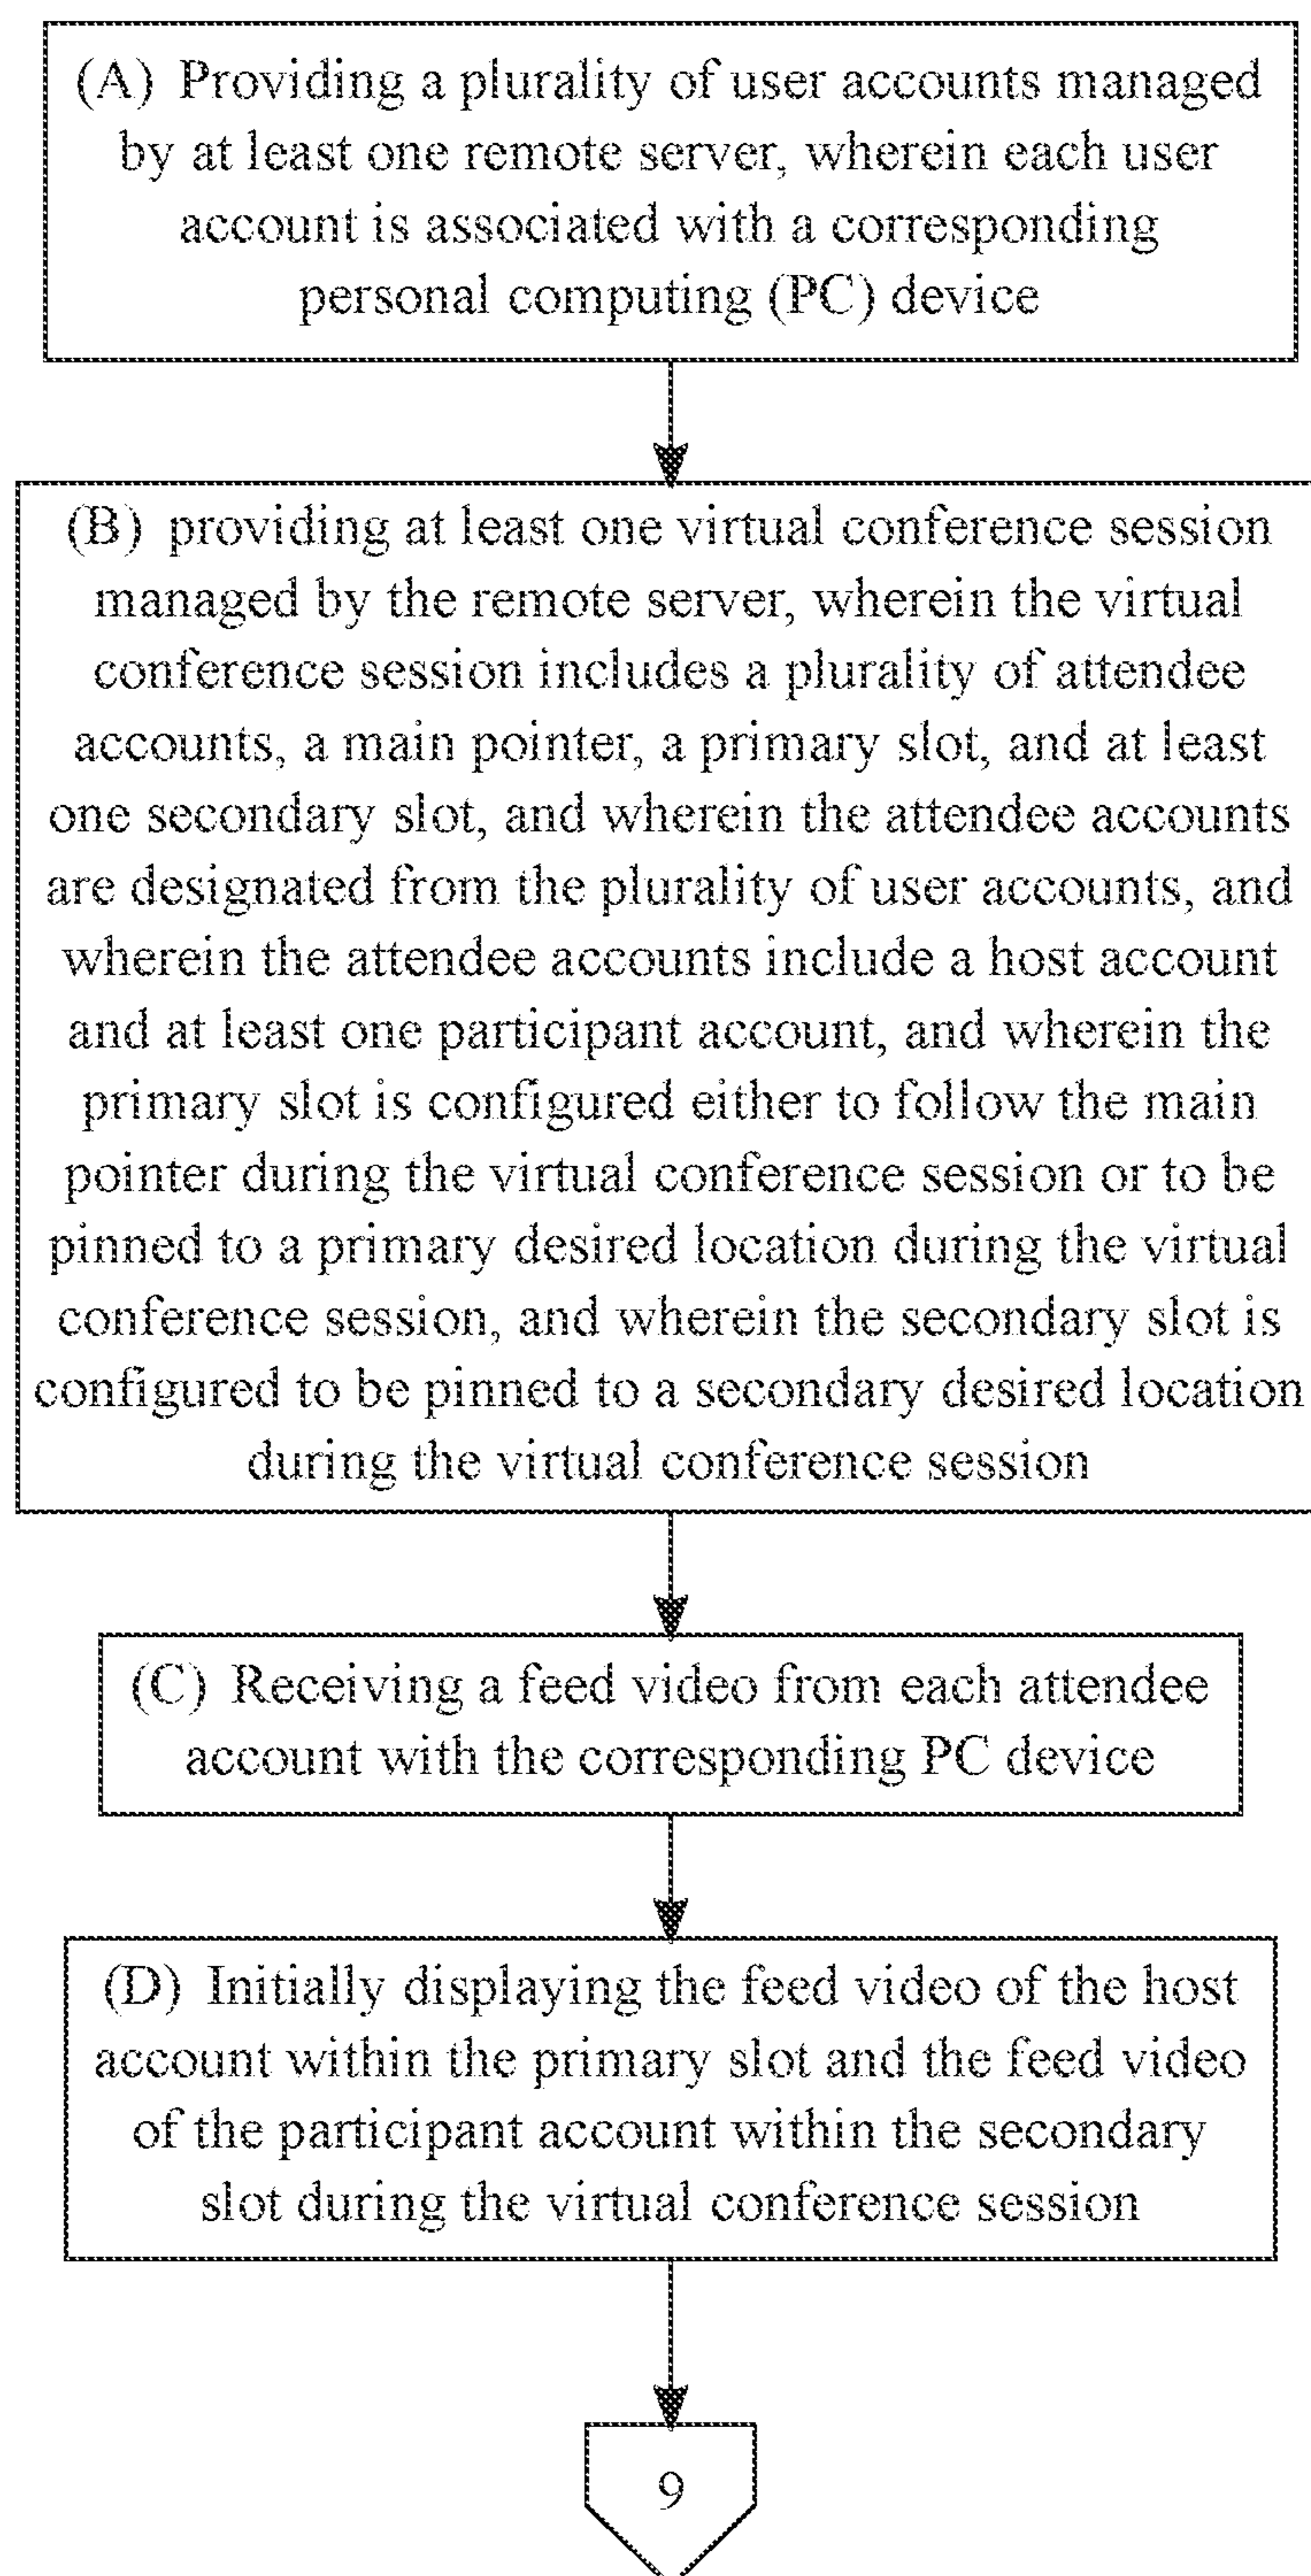 (A) Providing a plurality of user accounts managed
by at least one remote server, wherein each user
account is associated with a corresponding
personal computing (PC) device
(B) providing at least one virtual conference session
managed by the remote server, wherein the virtual
conference session includes a plurality of attendee
accounts, a main pointer, a primary slot, and at least
one secondary slot, and wherein the attendee accounts
are designated from the plurality of user accounts, and
wherein the attendee accounts include a host account
and at least one participant account, and wherein the
primary slot is configured either to follow the main
pointer during the virtual conference session or to be
pinned to a primary desired location during the virtual
conference session, and wherein the secondary slot is
configured to be pinned to a secondary desired location
during the virtual conference session
(C) Receiving a feed video from each attendee
account with the corresponding PC device
(D) Initially displaying the feed video of the host
account within the primary slot and the feed video
of the participant account within the secondary
slot during the virtual conference session
9